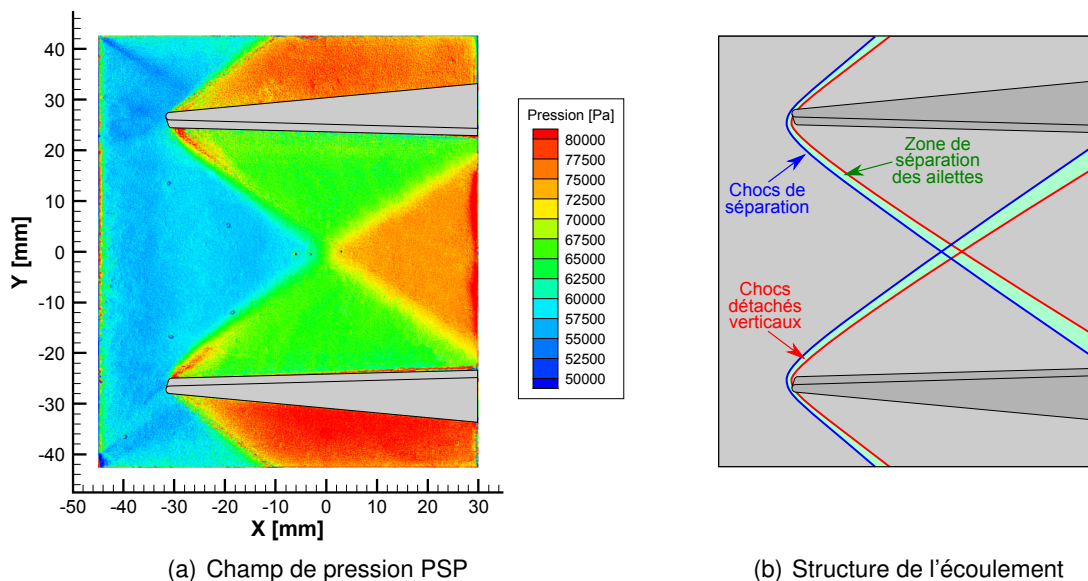 40
30
20
10
0
-10
-20
-30
-40
Y [mm]
-50 -40 -30 -20 -10 0 10 20 30
X [mm]
Pression [Pa]
80000
77500
75000
72500
70000
67500
65000
62500
60000
57500
55000
52500
50000
(a) Champ de pression PSP
Zone de
séparation
des ailettes
Chocs de
séparation
Chocs
détachés
verticaux
(b) Structure de l'écoulement